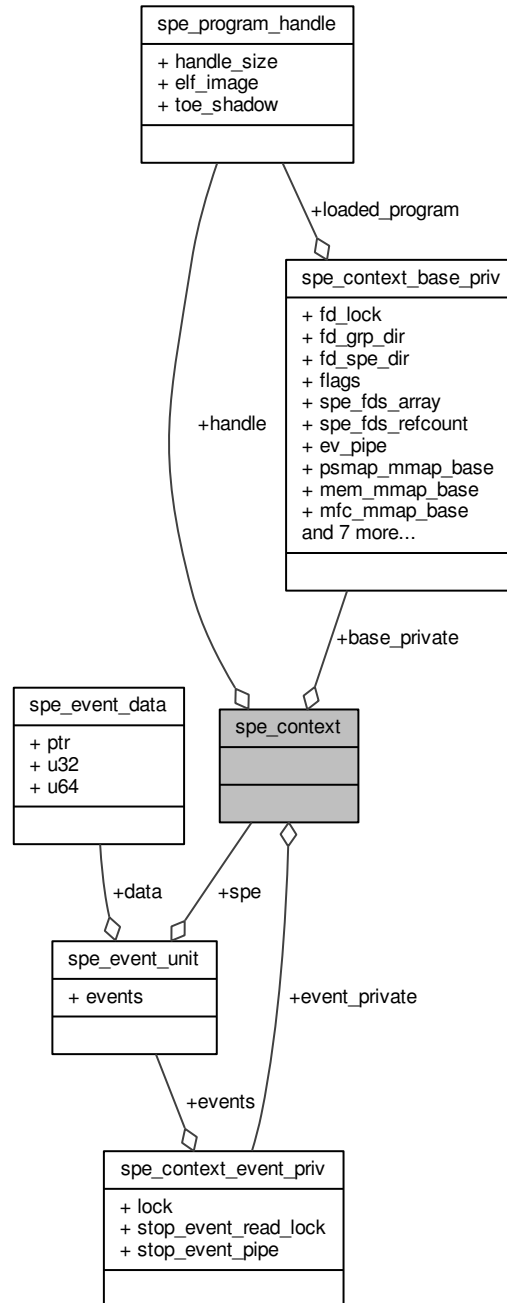 spe_program_handle
+ handle_size
+ elf_image
+ toe_shadow
+loaded_program
spe_context_base_priv
+ fd_lock
+ fd_grp_dir
+ fd_spe_dir
+ flags
+ spe_fds_array
+ spe_fds_refcount
+ ev_pipe
+ psmap_mmap_base
+ mem_mmap_base
+ mfc_mmap_base
and 7 more...
+handle
+base_private
spe_event_data
+ ptr
+ u32
+ u64
spe_context
+data
+spe
spe_event_unit
+ events
+event_private
+events
spe_context_event_priv
+ lock
+ stop_event_read_lock
+ stop_event_pipe